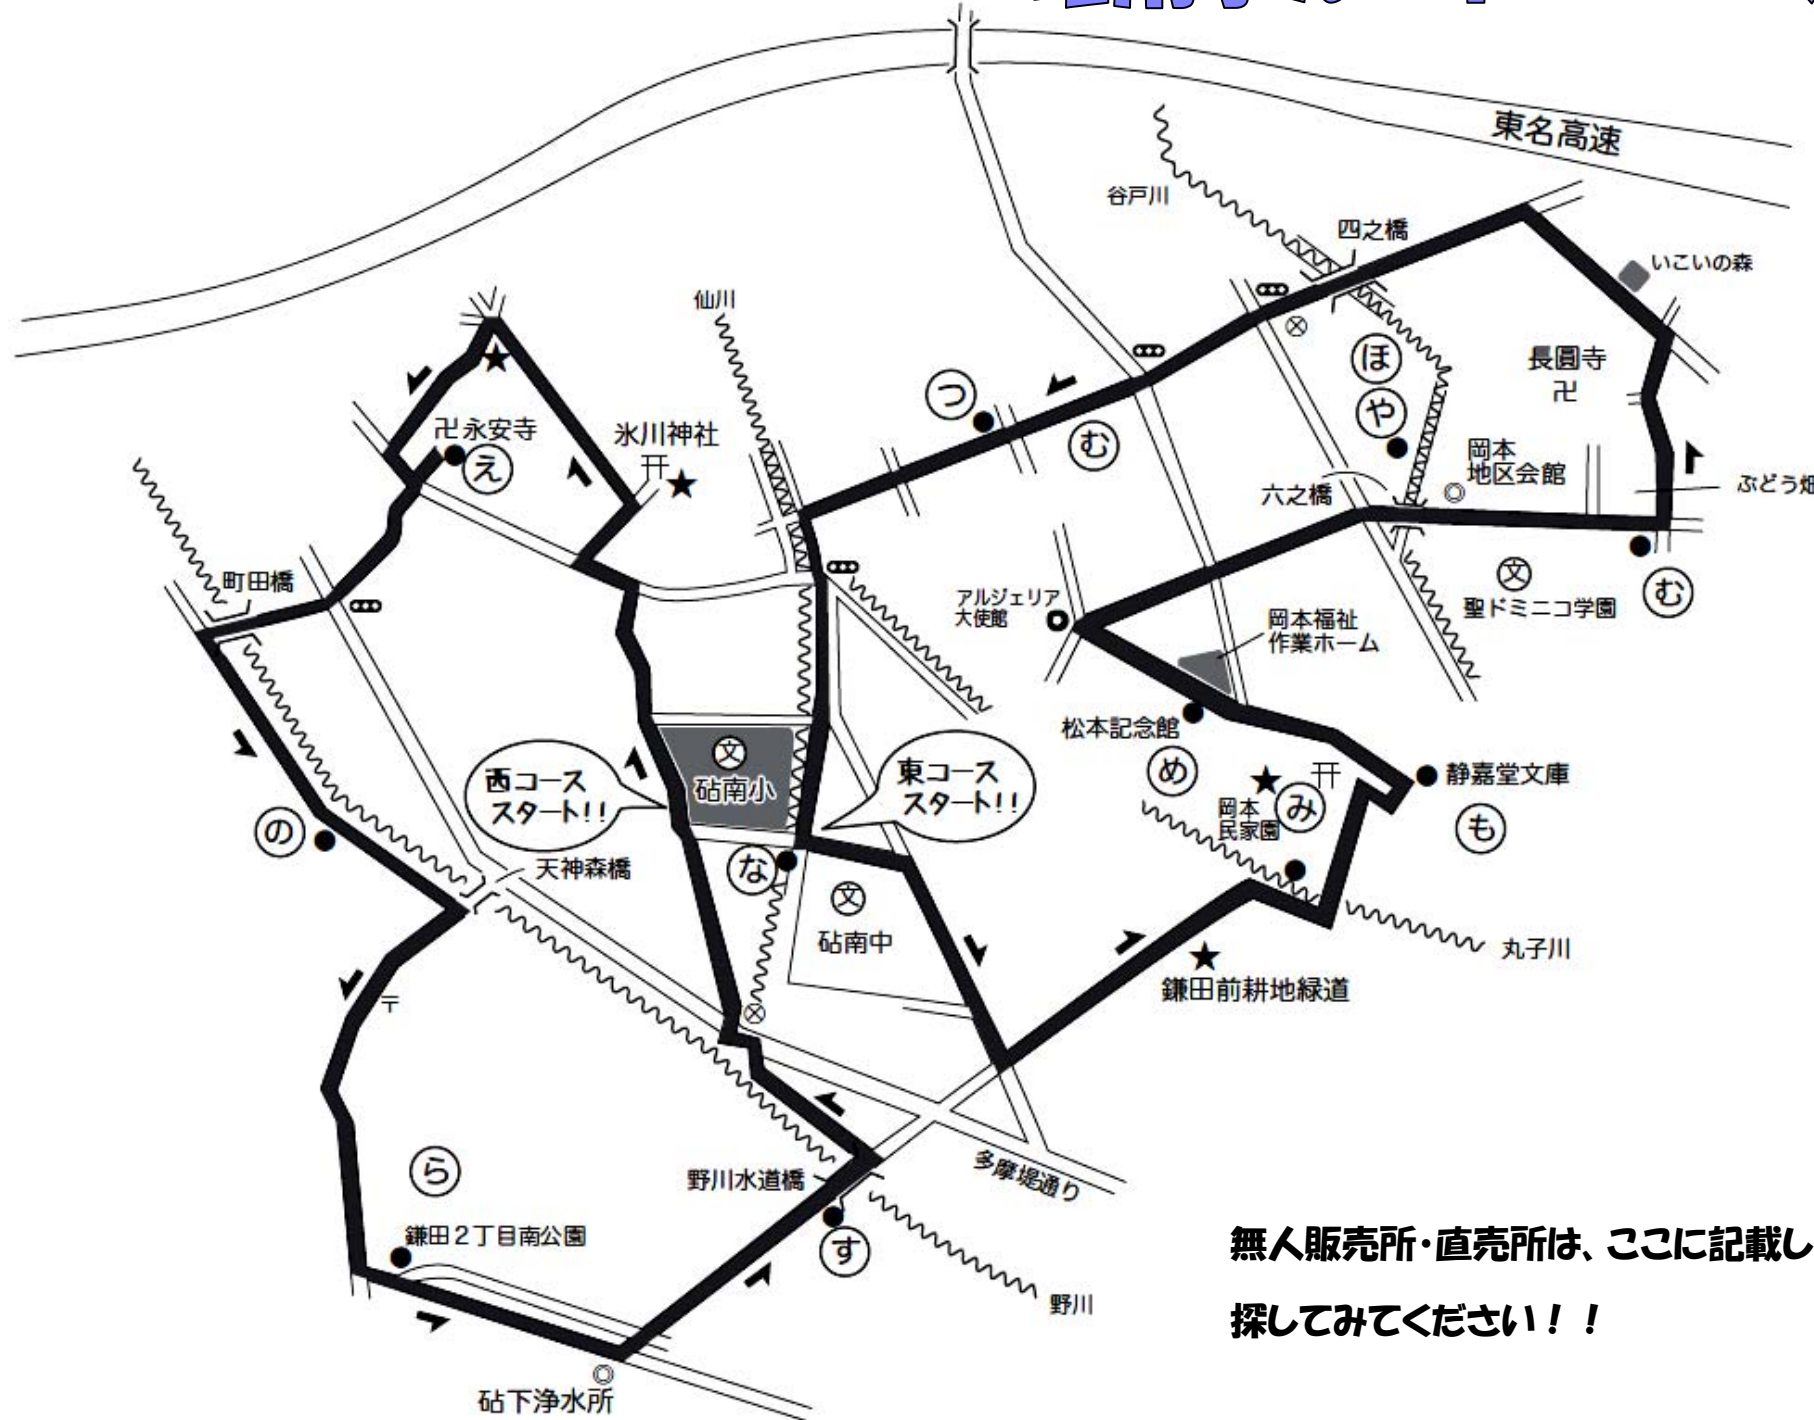 東名高速
谷戸川
四之橋
いこいの森
仙川
ほ
長圓寺
つ
や
卍永安寺
氷川神社
む
え
岡本
地区会館
六之橋
ぶどう畑
町田橋
アルジェリア
大使館
む
聖ドミニコ学園
文
岡本福祉
作業ホーム
松本記念館
西コース
スタート!!
文
砧南小
東コース
スタート!!
め
み
静嘉堂文庫
岡本
民家園
も
の
天神森橋
な
文
砧南中
丸子川
鎌田前耕地緑道
〒
多摩堤通り
ら
野川水道橋
鎌田2丁目南公園
す
野川
無人販売所・直売所は、ここに記載し
探してみてください！！
砧下浄水所